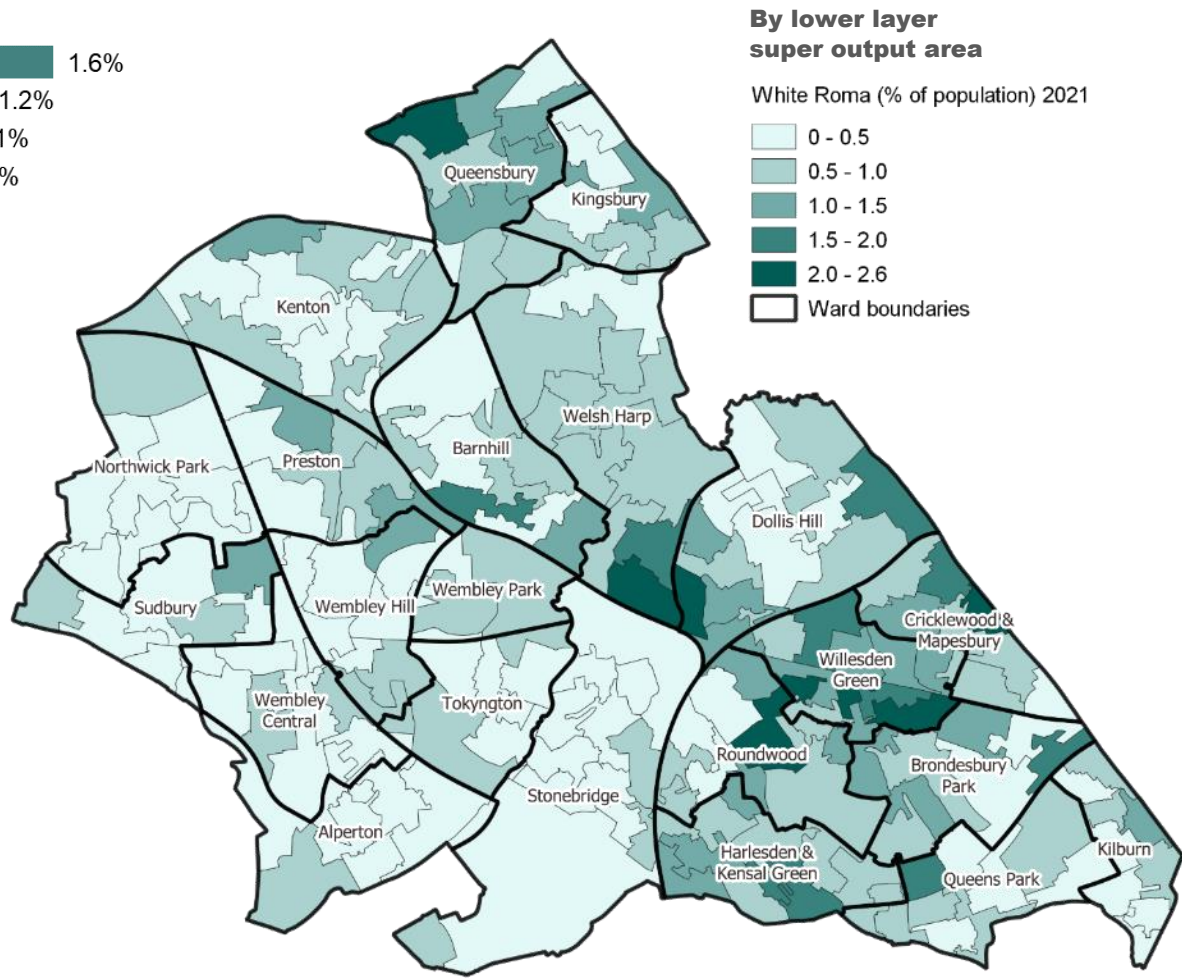 By lower layer
super output area
1.6%
1.2%
1%
%
White Roma (% of population) 2021
0 - 0.5
0.5 - 1.0
1.0 - 1.5
1.5 - 2.0
2.0 - 2.6
Ward boundaries
Queensbury
Kingsbury
Kenton
Welsh Harp
Barnhill
Preston
Northwick Park
Dollis Hill
Wembley Park
Wembley Hill
Sudbury
Cricklewood &
Mapesbury
Willesden
Green
Wembley
Central
Tokyngton
Roundwood
Brondesbury
Park
Stonebridge
Alperton
Harlesden &
Kensal Green
Queens Park
Kilburn